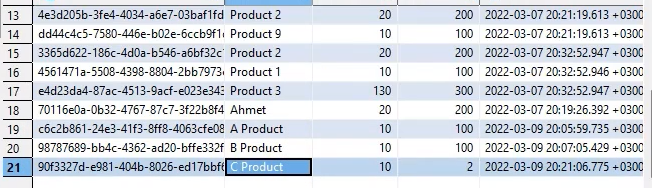 13 4e3d205b-3fe4-4034-a6e7-03baf1fd Product 2 20 200 2022-03-07 20:21:19.613 +0300
14 dd44c4c5-7580-446e-b02e-6ccb9f1 Product 9 10 100 2022-03-07 20:21:19.613 +0300
15 3365d622-186c-4d0a-b546-a6bf32c Product 2 20 200 2022-03-07 20:32:52.947 +0300
16 4561471a-5508-4398-8804-2bb7973 Product 1 10 100 2022-03-07 20:32:52.947 +0300
17 e4d23da4-87ac-4513-9acf-e023e343 Product 3 130 300 2022-03-07 20:32:52.947 +0300
18 70116e0a-0b32-4767-87c7-3f22b8f4 Ahmet 20 200 2022-03-07 20:19:26.392 +0300
19 c6c2b861-24e3-41f3-8ff8-4063cfe08 A Product 10 100 2022-03-09 20:05:59.735 +0300
20 98787689-bb4c-4362-ad20-bffe332f B Product 10 100 2022-03-09 20:07:05.429 +0300
21 90f3327d-e981-404b-8026-ed17bbf6 C Product 10 2 2022-03-09 20:21:06.775 +0300